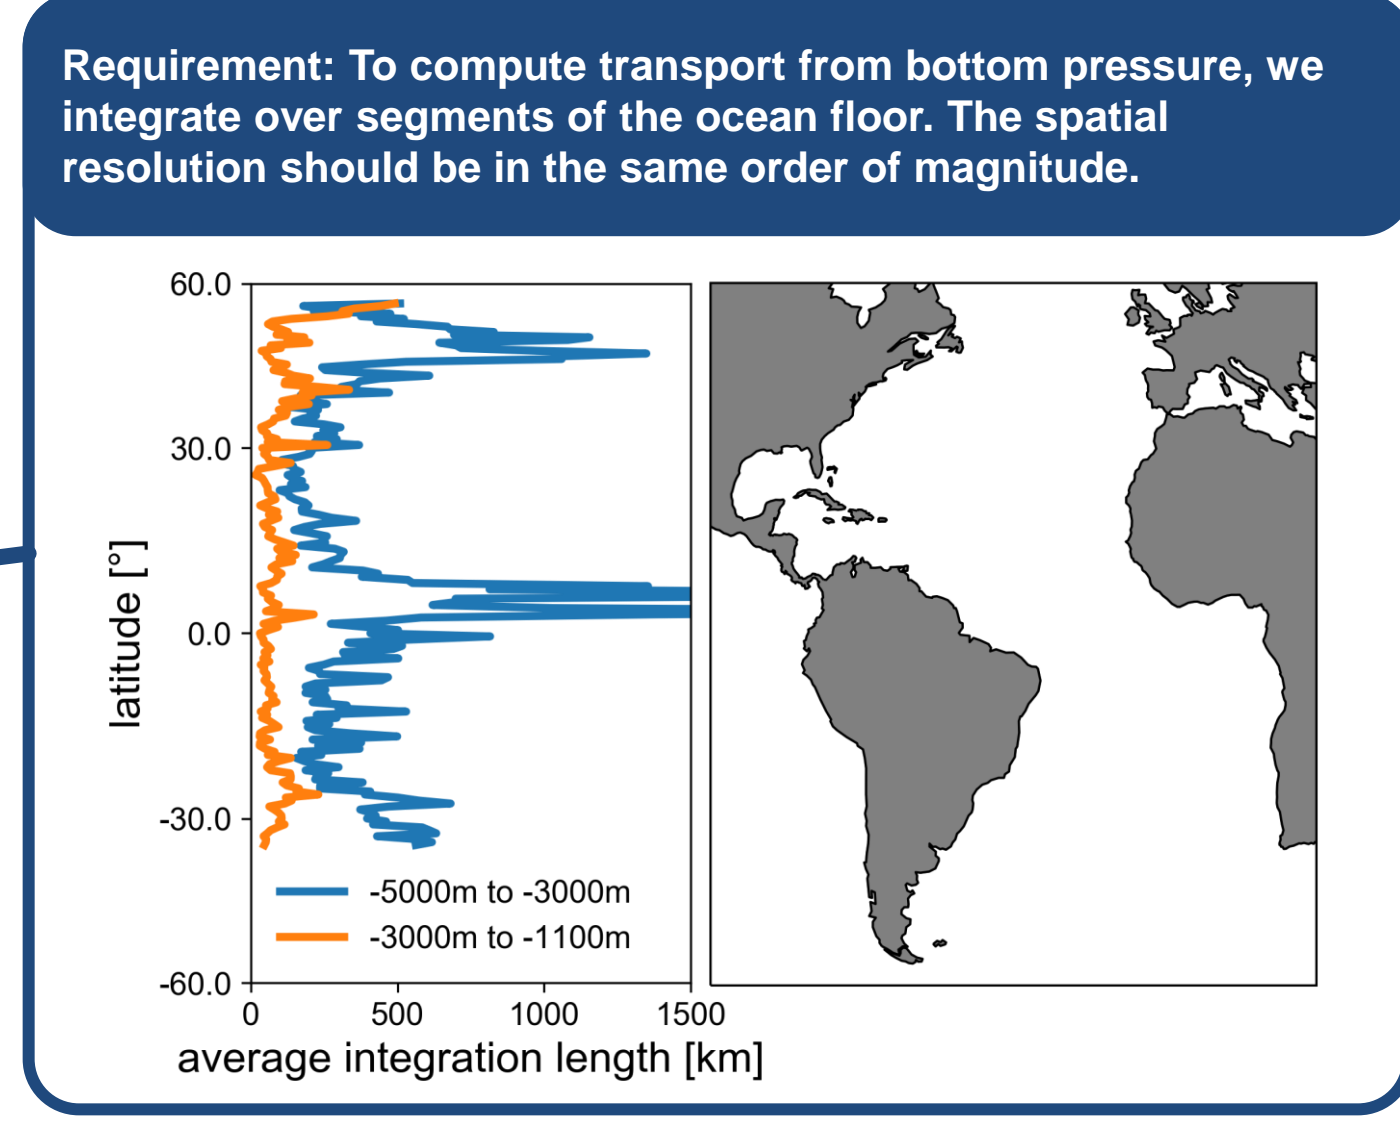 Requirement: To compute transport from bottom pressure, we
integrate over segments of the ocean floor. The spatial
resolution should be in the same order of magnitude.
60.0
30.0
0.0
-30.0
-60.0
latitude [°]
-5000m to -3000m
-3000m to -1100m
0 500 1000 1500
average integration length [km]